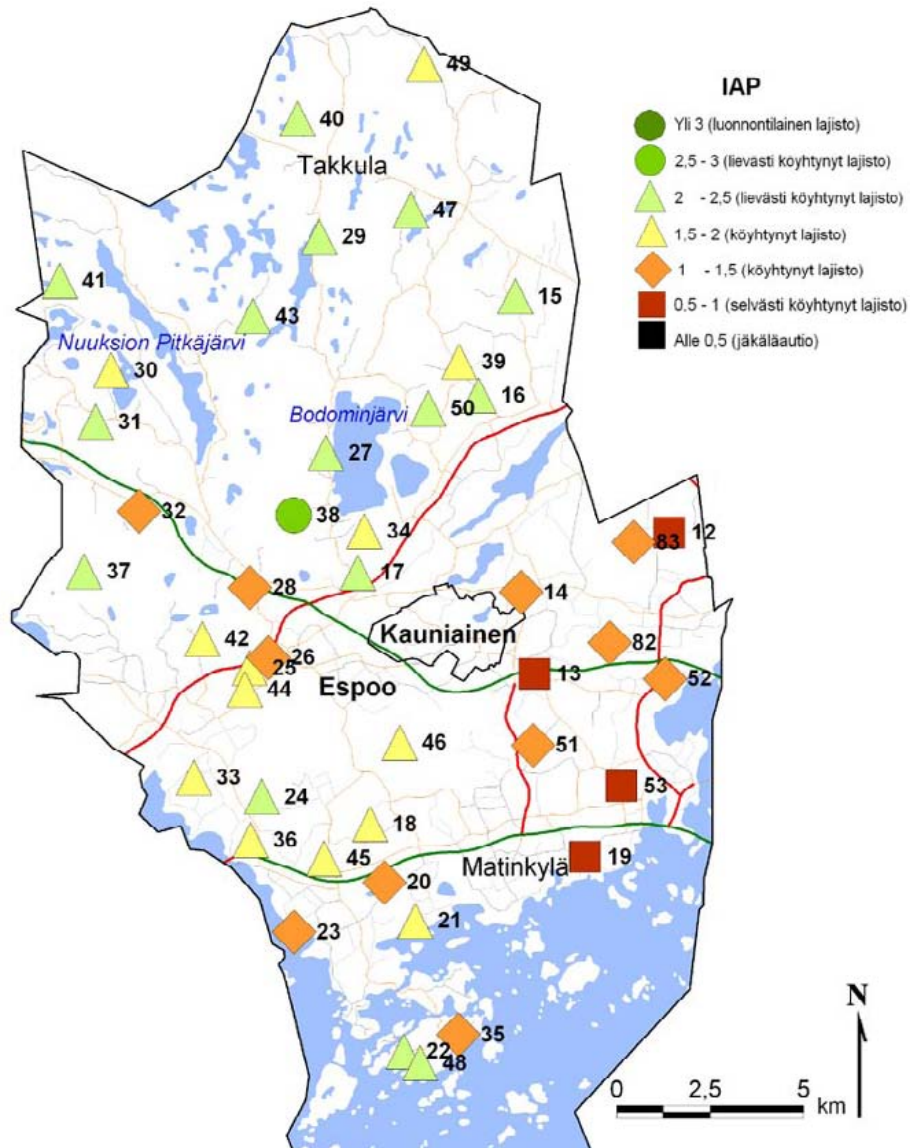 49
IAP
40
Yli 3 (luonnontilainen lajisto)
Takkula
2,5 - 3 (lievästi köyhtynyt lajisto)
47
2 - 2,5 (lievästi köyhtynyt lajisto)
29
1,5 - 2 (köyhtynyt lajisto)
41
15
1 - 1,5 (köyhtynyt lajisto)
43
0,5 - 1 (selvästi köyhtynyt lajisto)
Nuuksion Pitkäjärvi
Alle 0,5 (jäkäläautio)
30
39
16
Bodominjärvi
50
31
27
32
38
34
83
12
37
17
28
14
Kauniainen
42
82
26
25
13
52
Espoo
44
46
51
33
53
24
18
36
45
Matinkylä
19
20
21
23
N
35
22
48
0 2,5 5
km